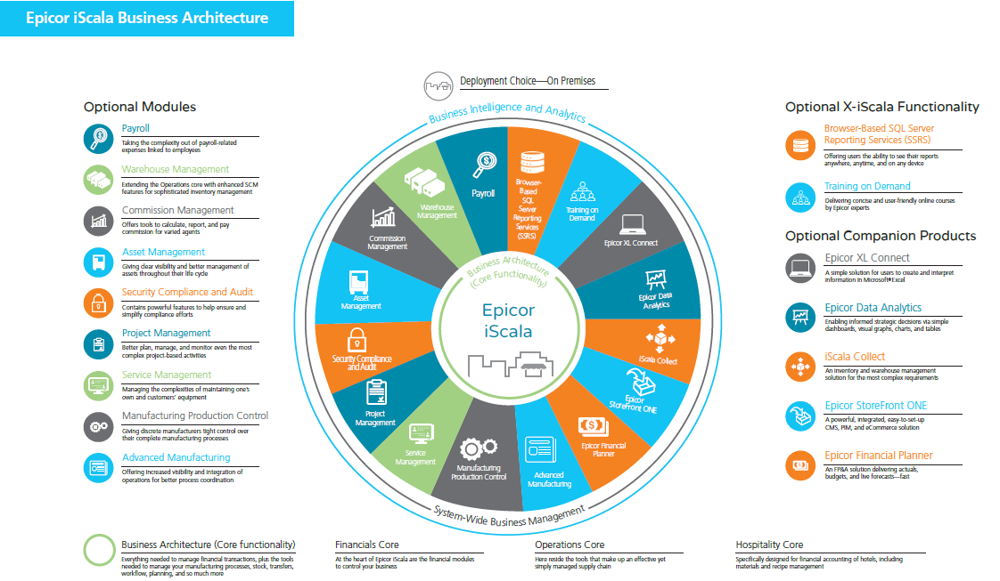 Epicor iScala Business Architecture
Deployment Choice—On Premises
Business Intelligence and Analytics
Optional Modules
Payroll
Taking the complexity out of payroll-related
expenses linked to employees
Warehouse Management
Extending the Operations core with enhanced SCM
features for sophisticated inventory management
Commission Management
Offers tools to calculate, report, and pay
commission for varied agents
Asset Management
Giving clear visibility and better management of
assets throughout their life cycle
Security Compliance and Audit
Contains powerful features to help ensure and
simplify compliance efforts
Project Management
Better plan, manage, and monitor even the most
complex project-based activities
Service Management
Managing the complexities of maintaining one's
own and customers' equipment
Manufacturing Production Control
Giving discrete manufacturers tight control over
their complete manufacturing processes
Advanced Manufacturing
Offering increased visibility and integration of
operations for better process coordination
Payroll
Browser-
Based
SQL
Server
Reporting
Services
(SSRS)
Training on
Demand
Epicor XL Connect
Epicor Data
Analytics
iScala Collect
Epicor
StoreFront ONE
Epicor Financial
Planner
Advanced
Manufacturing
Manufacturing
Production Control
Service
Management
Project
Management
Security Compliance
and Audit
Asset
Management
Commission
Management
Warehouse
Management
Business Architecture
(Core Functionality)
Epicor
iScala
System-Wide Business Management
Optional X-iScala Functionality
Browser-Based SQL Server
Reporting Services (SSRS)
Offering users the ability to see their reports
anywhere, anytime, and on any device
Training on Demand
Delivering concise and user-friendly online courses
by Epicor experts
Optional Companion Products
Epicor XL Connect
A simple solution for users to create and interpret
information in Microsoft®Excel
Epicor Data Analytics
Enabling informed strategic decisions via simple
dashboards, visual graphs, charts, and tables
iScala Collect
An inventory and warehouse management
solution for the most complex requirements
Epicor StoreFront ONE
A powerful, integrated, easy-to-set-up
CMS, PIM, and eCommerce solution
Epicor Financial Planner
An FP&A solution delivering actuals,
budgets, and live forecasts—fast
Business Architecture (Core functionality)
Everything needed to manage financial transactions, plus the tools
needed to manage your manufacturing processes, stock, transfers,
workflow, planning, and so much more
Financials Core
At the heart of Epicor iScala are the financial modules
to control your business
Operations Core
Here reside the tools that make up an effective yet
simply managed supply chain
Hospitality Core
Specifically designed for financial accounting of hotels, including
materials and recipe management